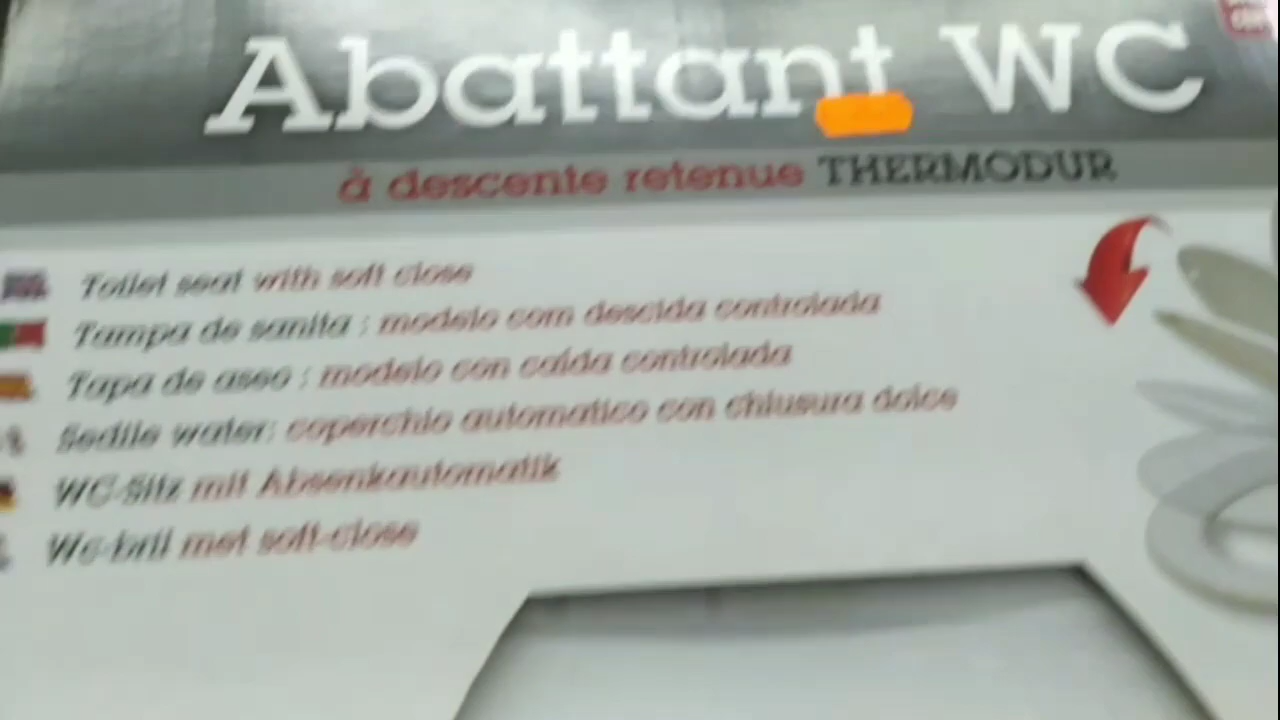 Abattant WC
à descente retenue THERMODUR
Toilet seat with soft close
Tampa de sanita : modelo com descida controlada
Tapa de aseo : modelo con caída controlada
Sedile water: coperchio automatico con chiusura dolce
WC-Sitz mit Absenkautomatik
Wc-bril met soft-close